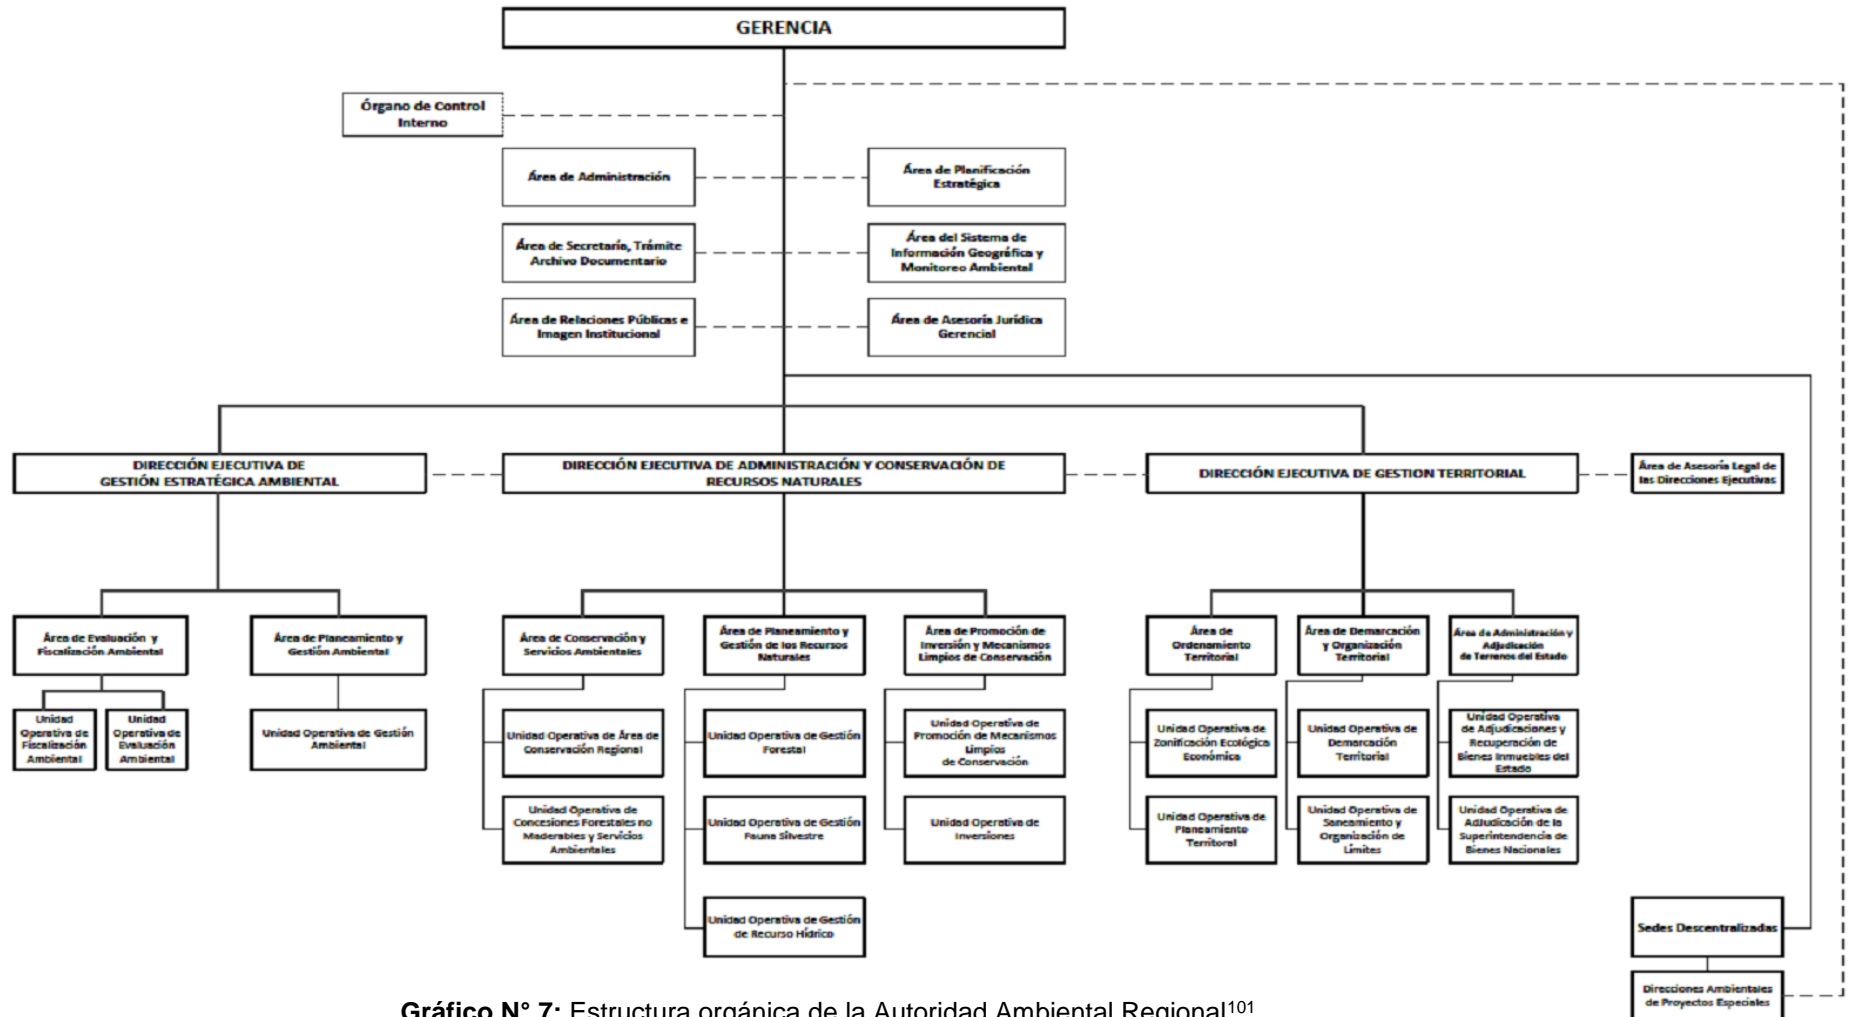 GERENCIA
Órgano de Control
Interno
Área de Administración
Área de Planificación
Estratégica
Área de Secretaría, Trámite
Archivo Documentario
Área del Sistema de
Información Geográfica y
Monitoreo Ambiental
Área de Relaciones Públicas e
Imagen Institucional
Área de Asesoría Jurídica
Gerencial
DIRECCIÓN EJECUTIVA DE
GESTIÓN ESTRATÉGICA AMBIENTAL
DIRECCIÓN EJECUTIVA DE ADMINISTRACIÓN Y CONSERVACIÓN DE
RECURSOS NATURALES
DIRECCIÓN EJECUTIVA DE GESTION TERRITORIAL
Área de Asesoría Legal de
las Direcciones Ejecutivas
Área de Evaluación y
Fiscalización Ambiental
Área de Planeamiento y
Gestión Ambiental
Área de Conservación y
Servicios Ambientales
Área de Planeamiento y
Gestión de los Recursos
Naturales
Área de Promoción de
Inversión y Mecanismos
Limpios de Conservación
Área de
Ordenamiento
Territorial
Área de Demarcación
y Organización
Territorial
Área de Administración y
Adjudicación
de Terrenos del Estado
Unidad
Operativa de
Fiscalización
Ambiental
Unidad
Operativa de
Evaluación
Ambiental
Unidad Operativa de Gestión
Ambiental
Unidad Operativa de Área de
Conservación Regional
Unidad Operativa de Gestión
Forestal
Unidad Operativa de
Promoción de Mecanismos
Limpios
de Conservación
Unidad Operativa de
Zonificación Ecológica
Económica
Unidad Operativa de
Demarcación
Territorial
Unidad Operativa
de Adjudicaciones y
Recuperación de
Bienes Inmuebles del
Estado
Unidad Operativa de
Concesiones Forestales no
Maderables y Servicios
Ambientales
Unidad Operativa de Gestión
Fauna Silvestre
Unidad Operativa de
Inversiones
Unidad Operativa de
Planeamiento
Territoral
Unidad Operativa de
Saneamiento y
Organización de
Límites
Unidad Operativa de
Adjudicación de la
Superintendencia de
Bienes Nacionales
Unidad Operativa de Gestión
de Recurso Hídrico
Sedes Descentralizadas
Direcciones Ambientales
de Proyectos Especiales
Gráfico N° 7: Estructura orgánica de la Autoridad Ambiental Regional101